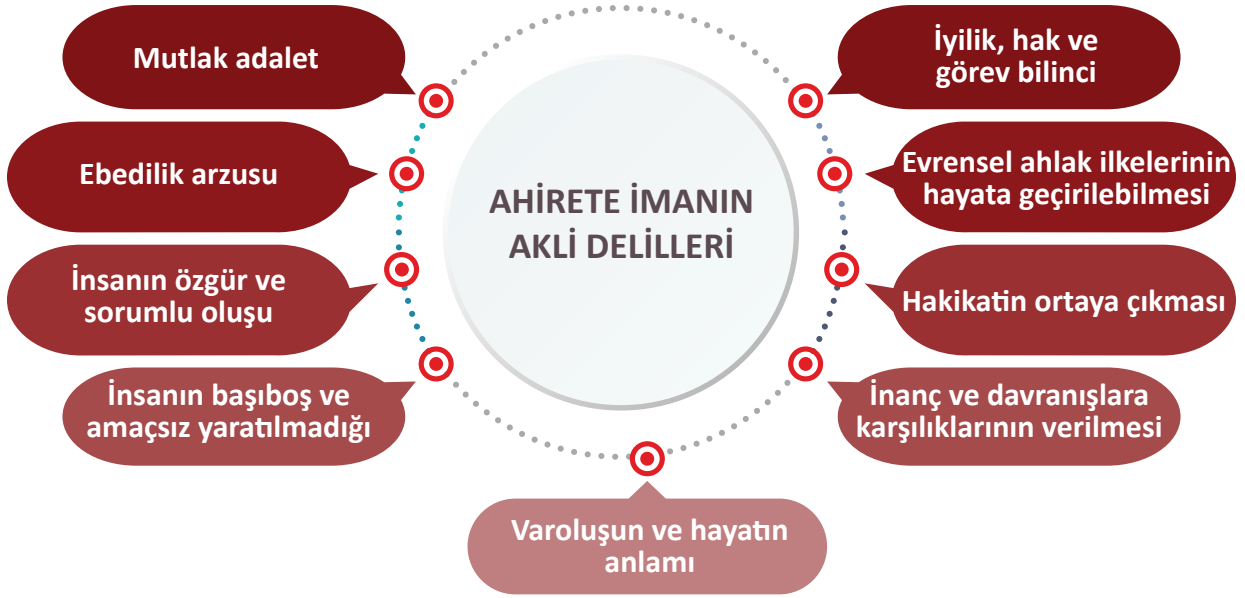 AHİRETE İMANIN
AKLİ DELİLLERİ
Mutlak adalet
Ebedilik arzusu
İnsanın özgür ve
sorumlu oluşu
İnsanın başıboş ve
amaçsız yaratılmadığı
Varoluşun ve hayatın
anlamı
İyilik, hak ve
görev bilinci
Evrensel ahlak ilkelerinin
hayata geçirilebilmesi
Hakikatin ortaya çıkması
İnanç ve davranışlara
karşılıklarının verilmesi